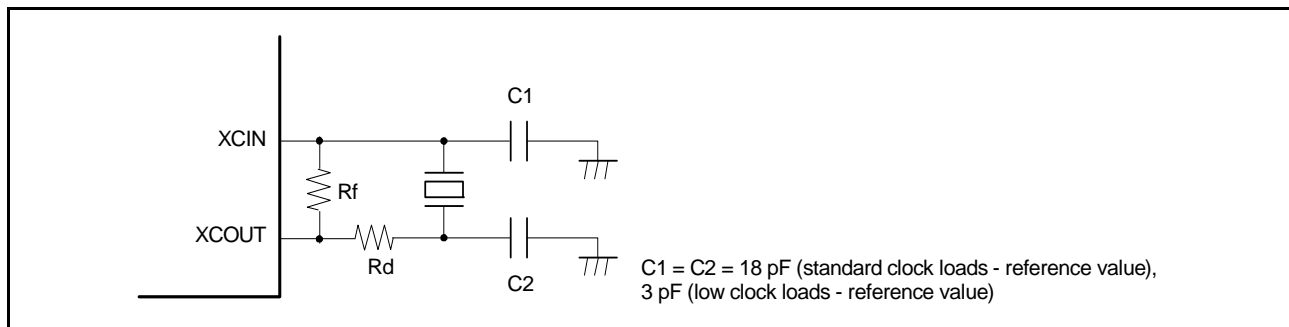 C1
XCIN
Rf
XCOUT
Rd
C2
C1 = C2 = 18 pF (standard clock loads - reference value),
3 pF (low clock loads - reference value)